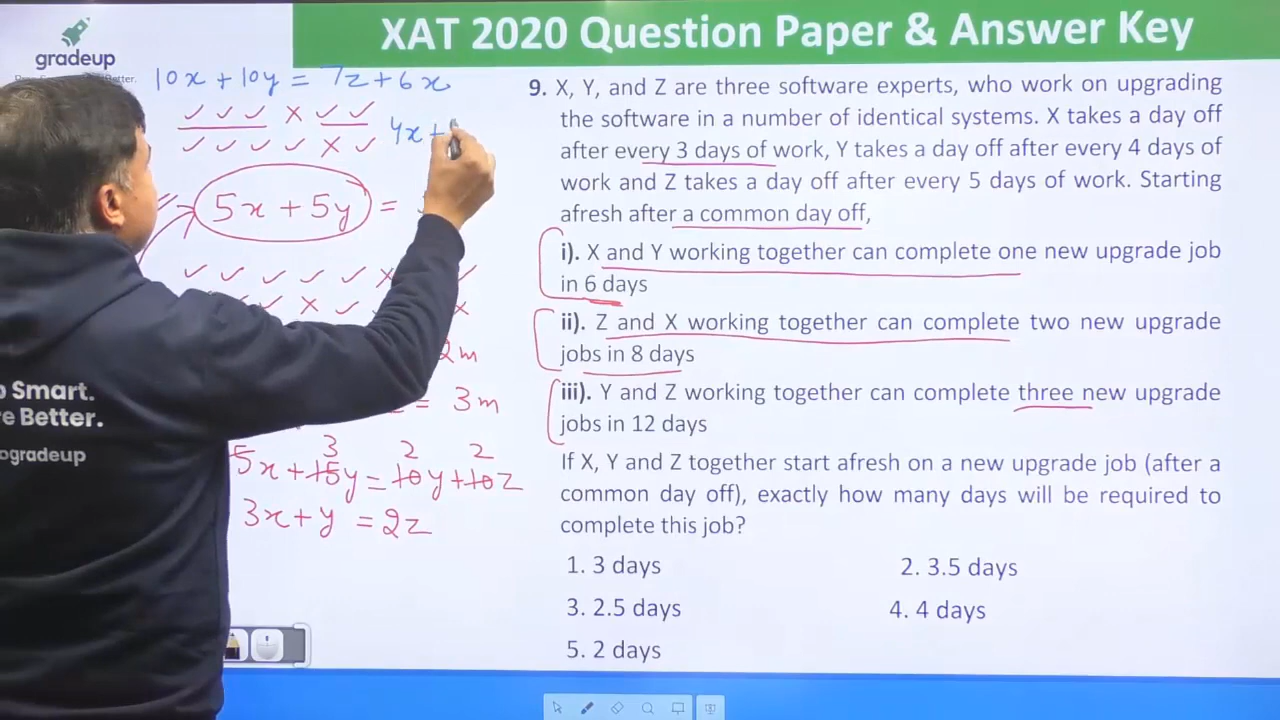 XAT 2020 Question Paper & Answer Key
gradeup
10x + 10y = 7z + 6x
✓ ✓ ✓ X ✓ ✓
✓ ✓ ✓ ✓ X ✓
4x +
5x + 5y =
✓ ✓ ✓ ✓ ✓ X ✓
✓ X ✓ ✓ X
2m
= 3m
5x + 15y = 10y + 10z
3 2 2
3x + y = 2z
9. X, Y, and Z are three software experts, who work on upgrading
the software in a number of identical systems. X takes a day off
after every 3 days of work, Y takes a day off after every 4 days of
work and Z takes a day off after every 5 days of work. Starting
afresh after a common day off,
i). X and Y working together can complete one new upgrade job
in 6 days
ii). Z and X working together can complete two new upgrade
jobs in 8 days
iii). Y and Z working together can complete three new upgrade
jobs in 12 days
If X, Y and Z together start afresh on a new upgrade job (after a
common day off), exactly how many days will be required to
complete this job?
1. 3 days
2. 3.5 days
3. 2.5 days
4. 4 days
5. 2 days
Smart.
Better.
gradeup